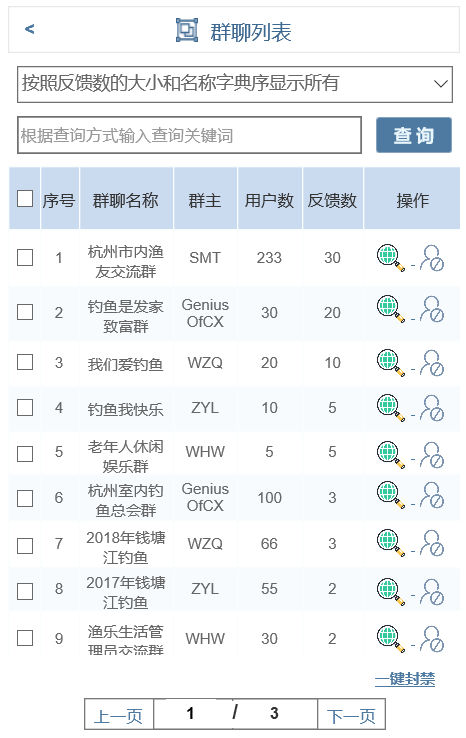 < 群聊列表
按照反馈数的大小和名称字典序显示所有
根据查询方式输入查询关键词 查 询
序号 群聊名称 群主 用户数 反馈数 操作
1 杭州市内渔 SMT 233 30 -
友交流群
2 钓鱼是发家 Genius 30 20 -
致富群 OfCX
3 我们爱钓鱼 WZQ 20 10 -
4 钓鱼我快乐 ZYL 10 5 -
5 老年人休闲 WHW 5 5 -
娱乐群
6 杭州室内钓 Genius 100 3 -
鱼总会群 OfCX
7 2018年钱塘 WZQ 66 3 -
江钓鱼
8 2017年钱塘 ZYL 55 2 -
江钓鱼
9 渔乐生活管 WHW 30 2 -
理员交流群
一键封禁
上一页 1 / 3 下一页